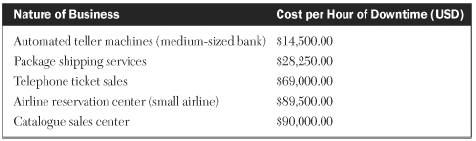 Nature of Business Cost per Hour of Downtime (USD)
Automated teller machines (medium-sized bank) $14,500.00
Package shipping services $28,250.00
Telephone ticket sales $69,000.00
Airline reservation center (small airline) $89,500.00
Catalogue sales center $90,000.00